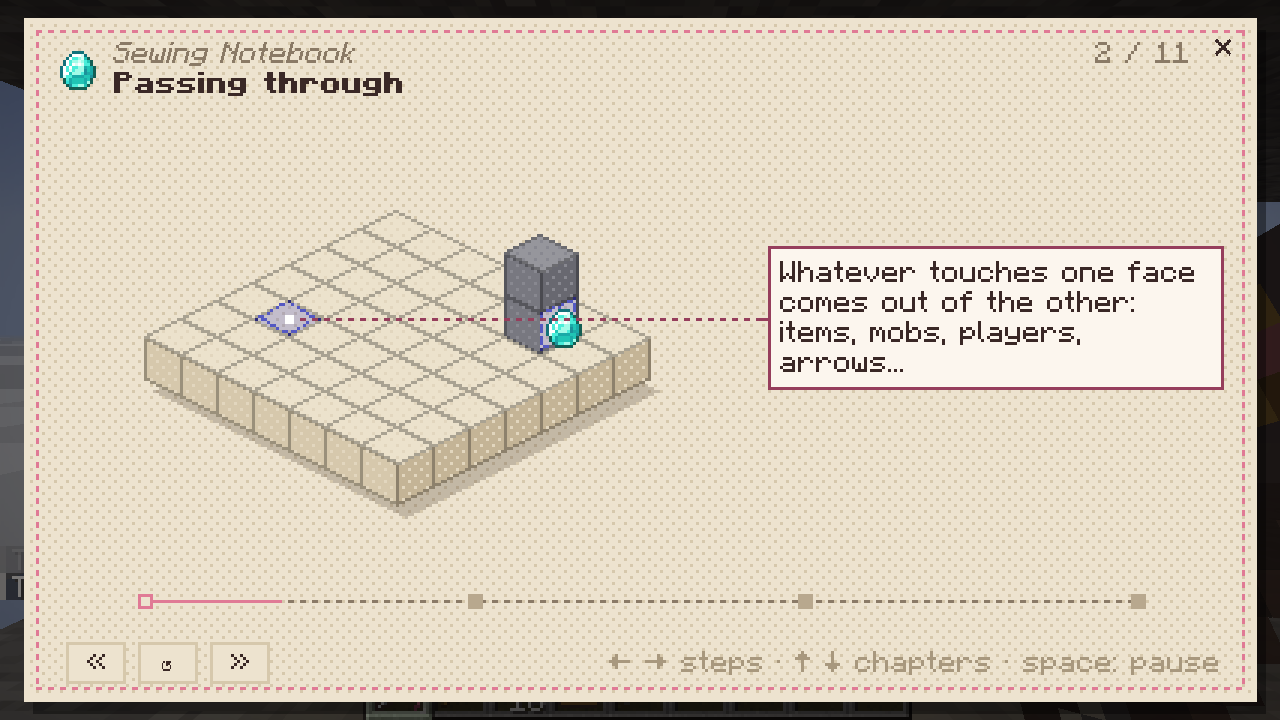 Sewing Notebook
Passing through
2 / 11
×
Whatever touches one face
comes out of the other:
items, mobs, players,
arrows...
« »
← → steps · ↑ ↓ chapters · space: pause